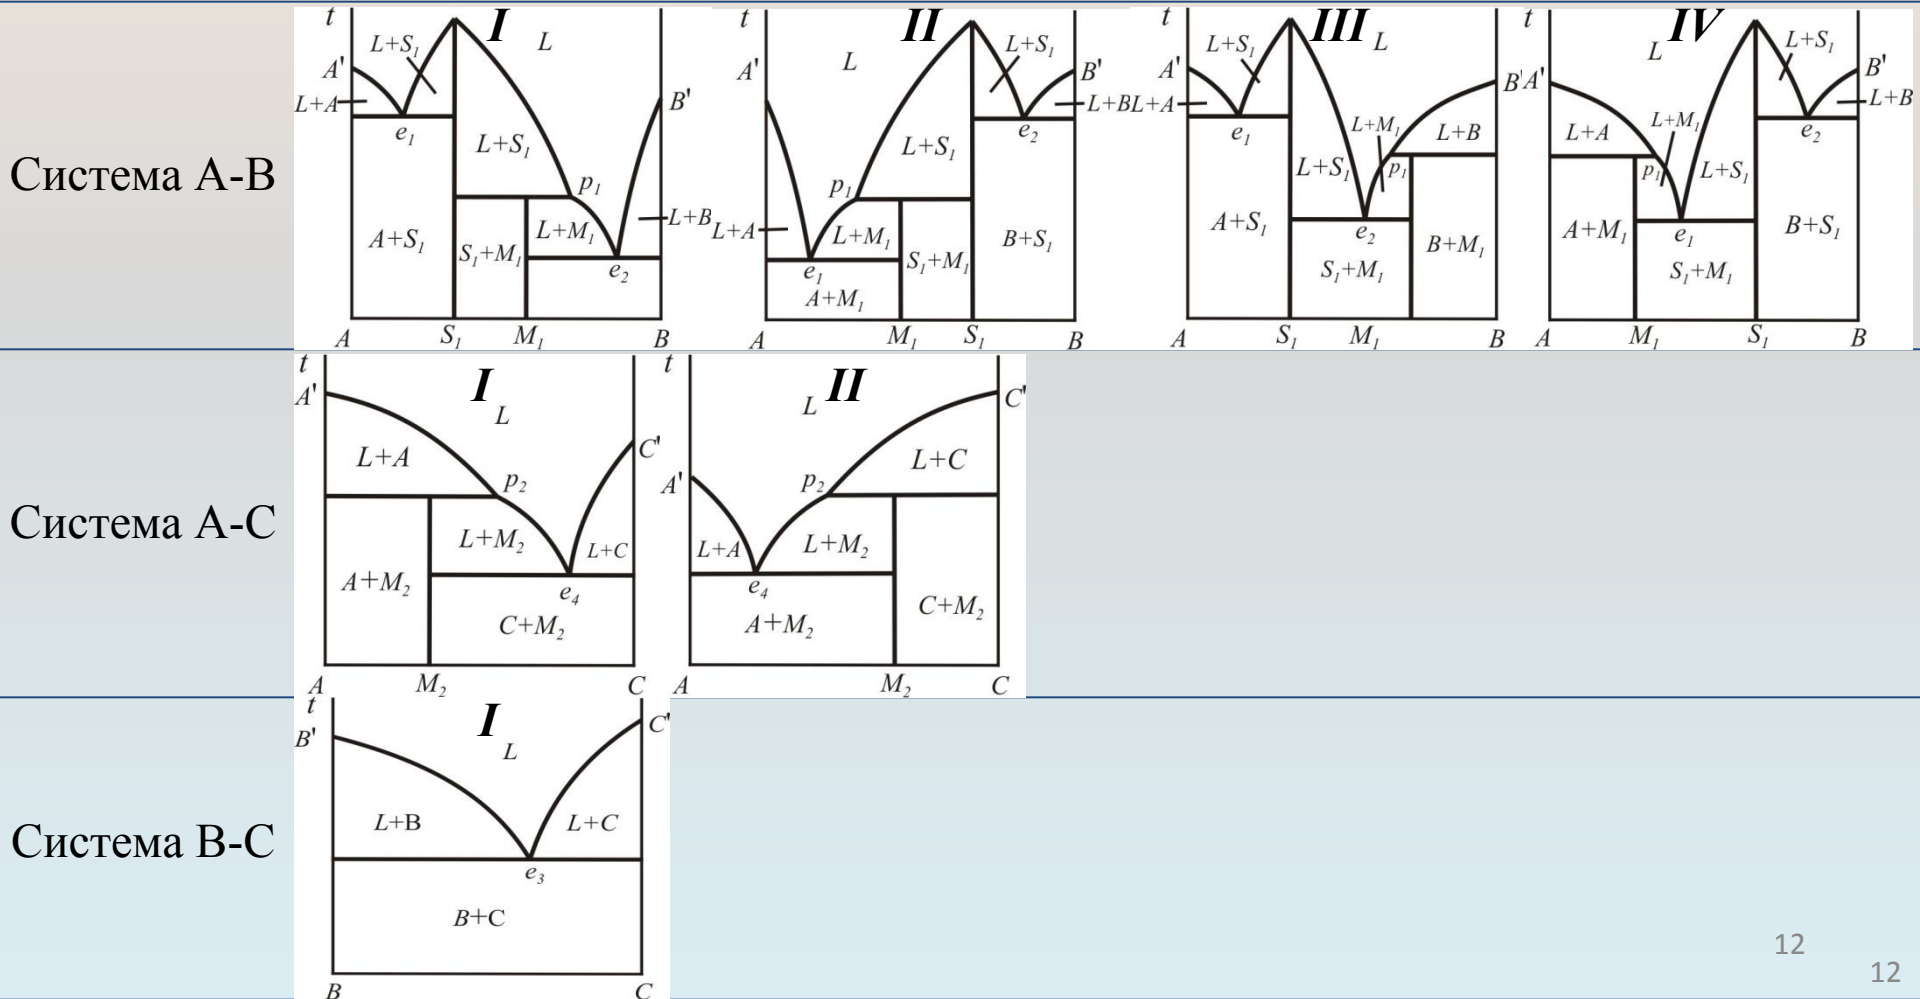 Система A-B
I
t
L
L+S1
A'
L+A
e1
B'
L+S1
p1
L+B
A+S1
S1+M1
L+M1
e2
A
S1
M1
B
II
t
L
L+S1
A'
B'
L+B
e2
L+S1
p1
L+A
L+M1
S1+M1
B+S1
e1
A+M1
A
M1
S1
B
III
t
L
L+S1
A'
B'
L+A
e1
L+M1
L+B
L+S1
p1
A+S1
e2
B+M1
S1+M1
A
S1
M1
B
IV
t
L
L+S1
A'
B'
L+B
L+A
L+M1
e2
p1
L+S1
A+M1
e1
B+S1
S1+M1
A
M1
S1
B
Система A-C
I
t
A'
L
C'
L+A
p2
L+M2
L+C
A+M2
e4
C+M2
A
M2
C
II
t
L
C'
L+C
A'
p2
L+A
L+M2
e4
C+M2
A+M2
A
M2
C
Система B-C
I
t
B'
L
C'
L+B
L+C
e3
B+C
B
C
12
12